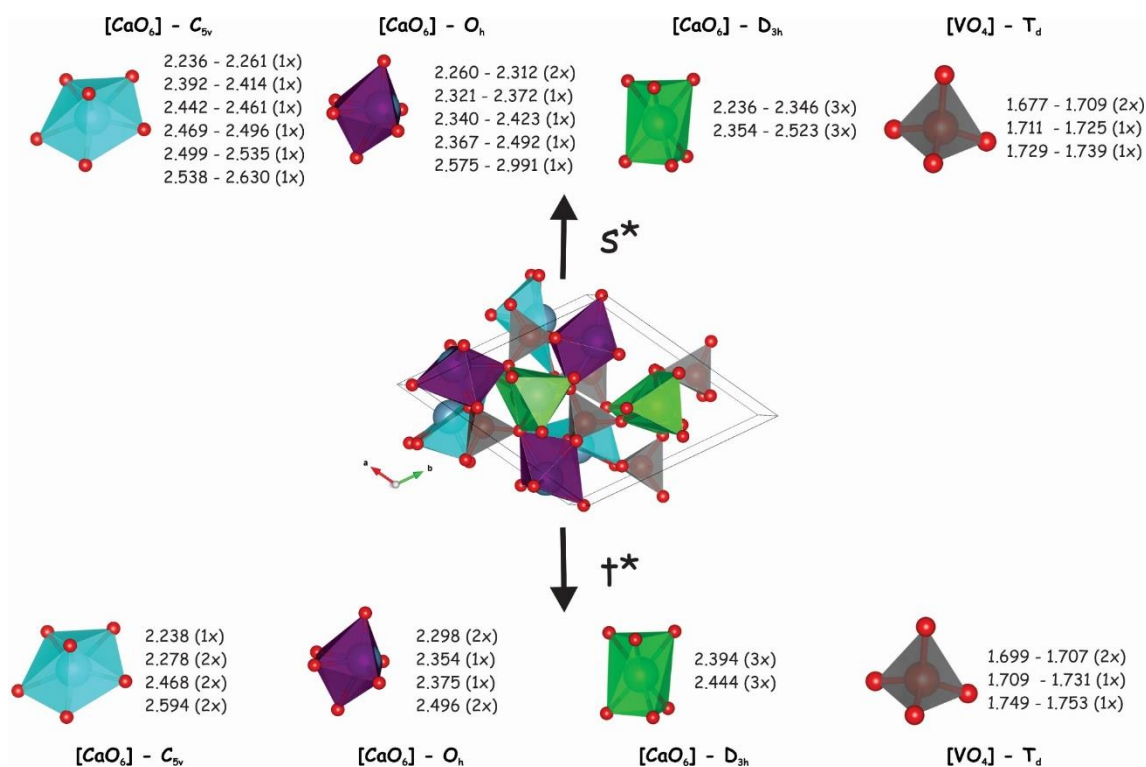 [CaO₆] - C₅ᵥ
2.236 - 2.261 (1x)
2.392 - 2.414 (1x)
2.442 - 2.461 (1x)
2.469 - 2.496 (1x)
2.499 - 2.535 (1x)
2.538 - 2.630 (1x)
[CaO₆] - Oₕ
2.260 - 2.312 (2x)
2.321 - 2.372 (1x)
2.340 - 2.423 (1x)
2.367 - 2.492 (1x)
2.575 - 2.991 (1x)
[CaO₆] - D₃ₕ
2.236 - 2.346 (3x)
2.354 - 2.523 (3x)
[VO₄] - T_d
1.677 - 1.709 (2x)
1.711 - 1.725 (1x)
1.729 - 1.739 (1x)
S*
a b
t*
2.238 (1x)
2.278 (2x)
2.468 (2x)
2.594 (2x)
[CaO₆] - C₅ᵥ
2.298 (2x)
2.354 (1x)
2.375 (1x)
2.496 (2x)
[CaO₆] - Oₕ
2.394 (3x)
2.444 (3x)
[CaO₆] - D₃ₕ
1.699 - 1.707 (2x)
1.709 - 1.731 (1x)
1.749 - 1.753 (1x)
[VO₄] - T_d